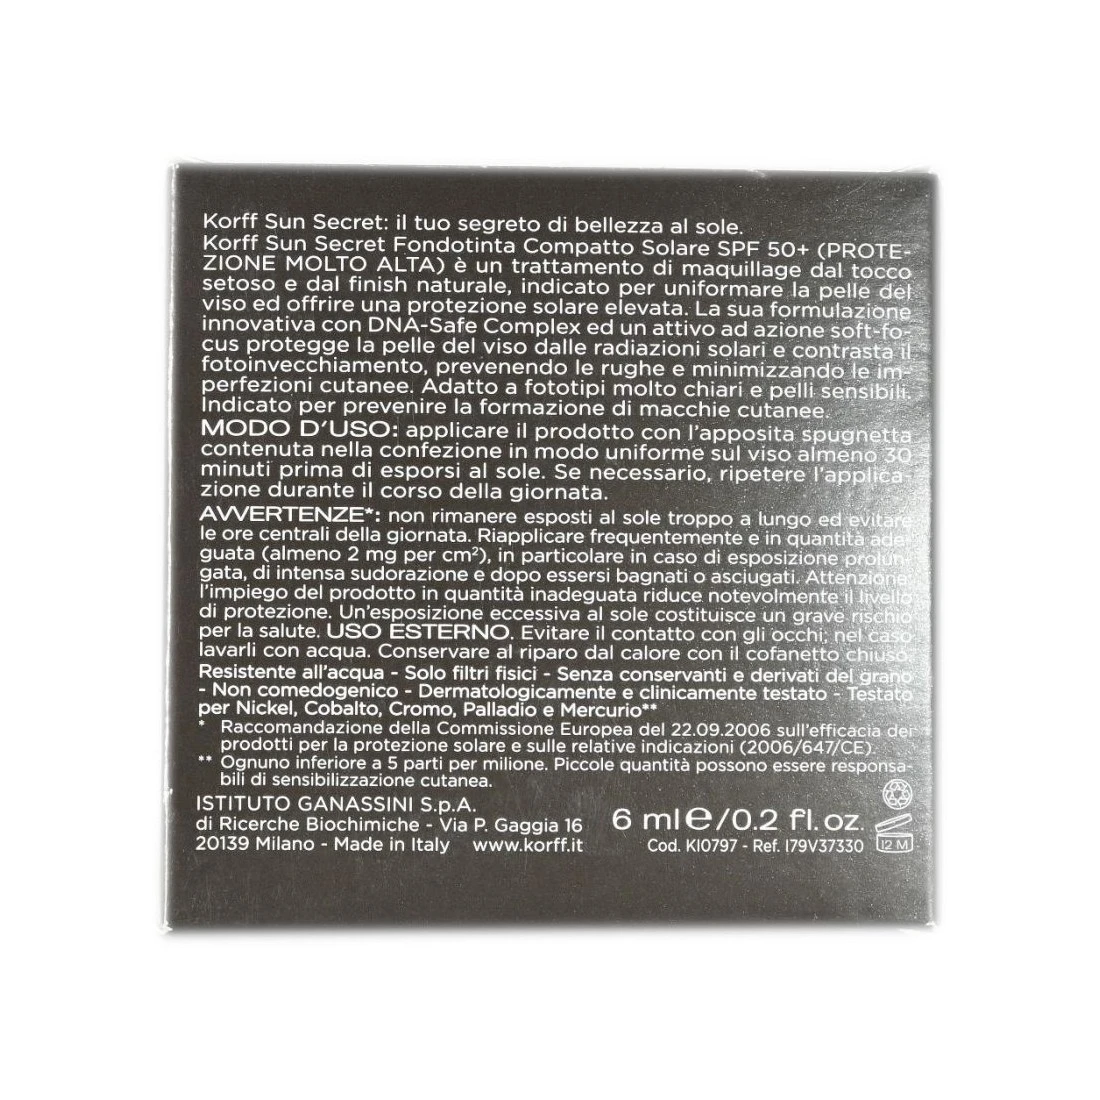 Korff Sun Secret: il tuo segreto di bellezza al sole.
Korff Sun Secret Fondotinta Compatto Solare SPF 50+ (PROTE-
ZIONE MOLTO ALTA) è un trattamento di maquillage dal tocco
setoso e dal finish naturale, indicato per uniformare la pelle del
viso ed offrire una protezione solare elevata. La sua formulazione
innovativa con DNA-Safe Complex ed un attivo ad azione soft-fo-
cus protegge la pelle del viso dalle radiazioni solari e contrasta il
fotoinvecchiamento, prevenendo le rughe e minimizzando le im-
perfezioni cutanee. Adatto a fototipi molto chiari e pelli sensibili.
Indicato per prevenire la formazione di macchie cutanee.
MODO D'USO: applicare il prodotto con l'apposita spugnetta
contenuta nella confezione in modo uniforme sul viso almeno 30
minuti prima di esporsi al sole. Se necessario, ripetere l'applica-
zione durante il corso della giornata.
AVVERTENZE*: non rimanere esposti al sole troppo a lungo ed evitare
le ore centrali della giornata. Riapplicare frequentemente e in quantità ade-
guata (almeno 2 mg per cm²), in particolare in caso di esposizione prolun-
gata, di intensa sudorazione e dopo essersi bagnati o asciugati. Attenzione:
l'impiego del prodotto in quantità inadeguata riduce notevolmente il livello
di protezione. Un'esposizione eccessiva al sole costituisce un grave rischio
per la salute. USO ESTERNO. Evitare il contatto con gli occhi; nel caso
lavarli con acqua. Conservare al riparo dal calore con il cofanetto chiuso.
Resistente all'acqua - Solo filtri fisici - Senza conservanti e derivati del grano
- Non comedogenico - Dermatologicamente e clinicamente testato - Testato
per Nickel, Cobalto, Cromo, Palladio e Mercurio**
* Raccomandazione della Commissione Europea del 22.09.2006 sull'efficacia dei
prodotti per la protezione solare e sulle relative indicazioni (2006/647/CE).
** Ognuno inferiore a 5 parti per milione. Piccole quantità possono essere responsa-
bili di sensibilizzazione cutanea.
ISTITUTO GANASSINI S.p.A.
di Ricerche Biochimiche - Via P. Gaggia 16
20139 Milano - Made in Italy www.korff.it
6 ml e/0.2 fl. oz.
Cod. KI0797 - Ref. I79V37330
12 M